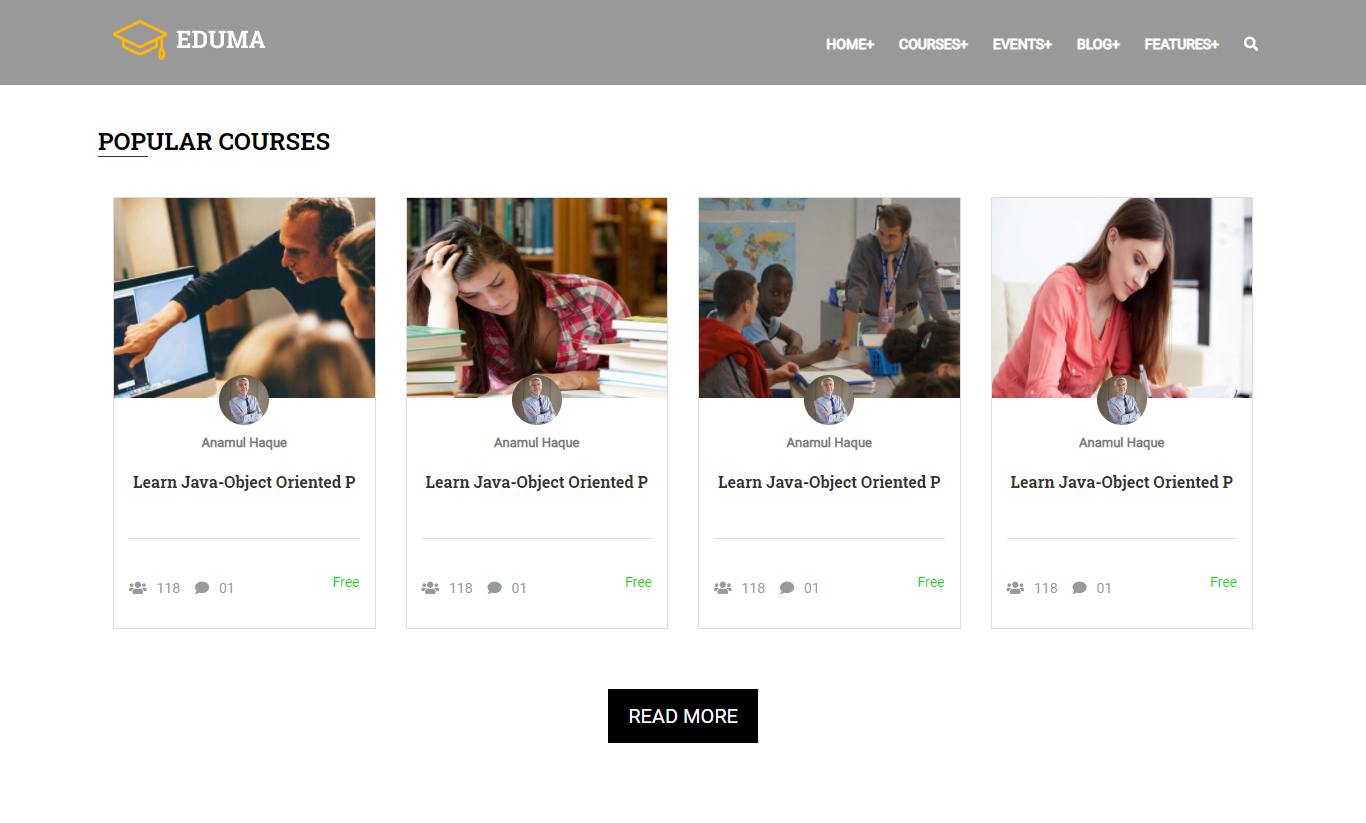 EDUMA
HOME+ COURSES+ EVENTS+ BLOG+ FEATURES+
POPULAR COURSES
Anamul Haque
Learn Java-Object Oriented P
118 01 Free
Anamul Haque
Learn Java-Object Oriented P
118 01 Free
Anamul Haque
Learn Java-Object Oriented P
118 01 Free
Anamul Haque
Learn Java-Object Oriented P
118 01 Free
READ MORE